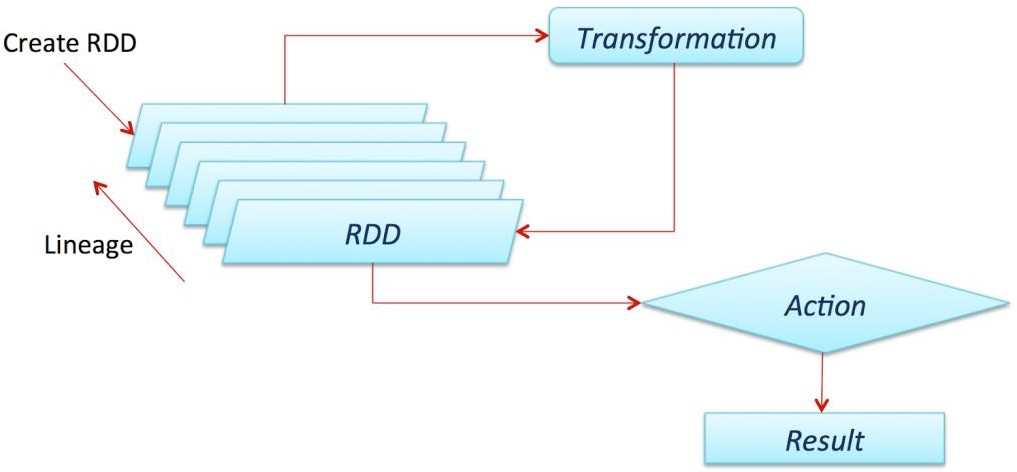 Create RDD
Transformation
Lineage
RDD
Action
Result